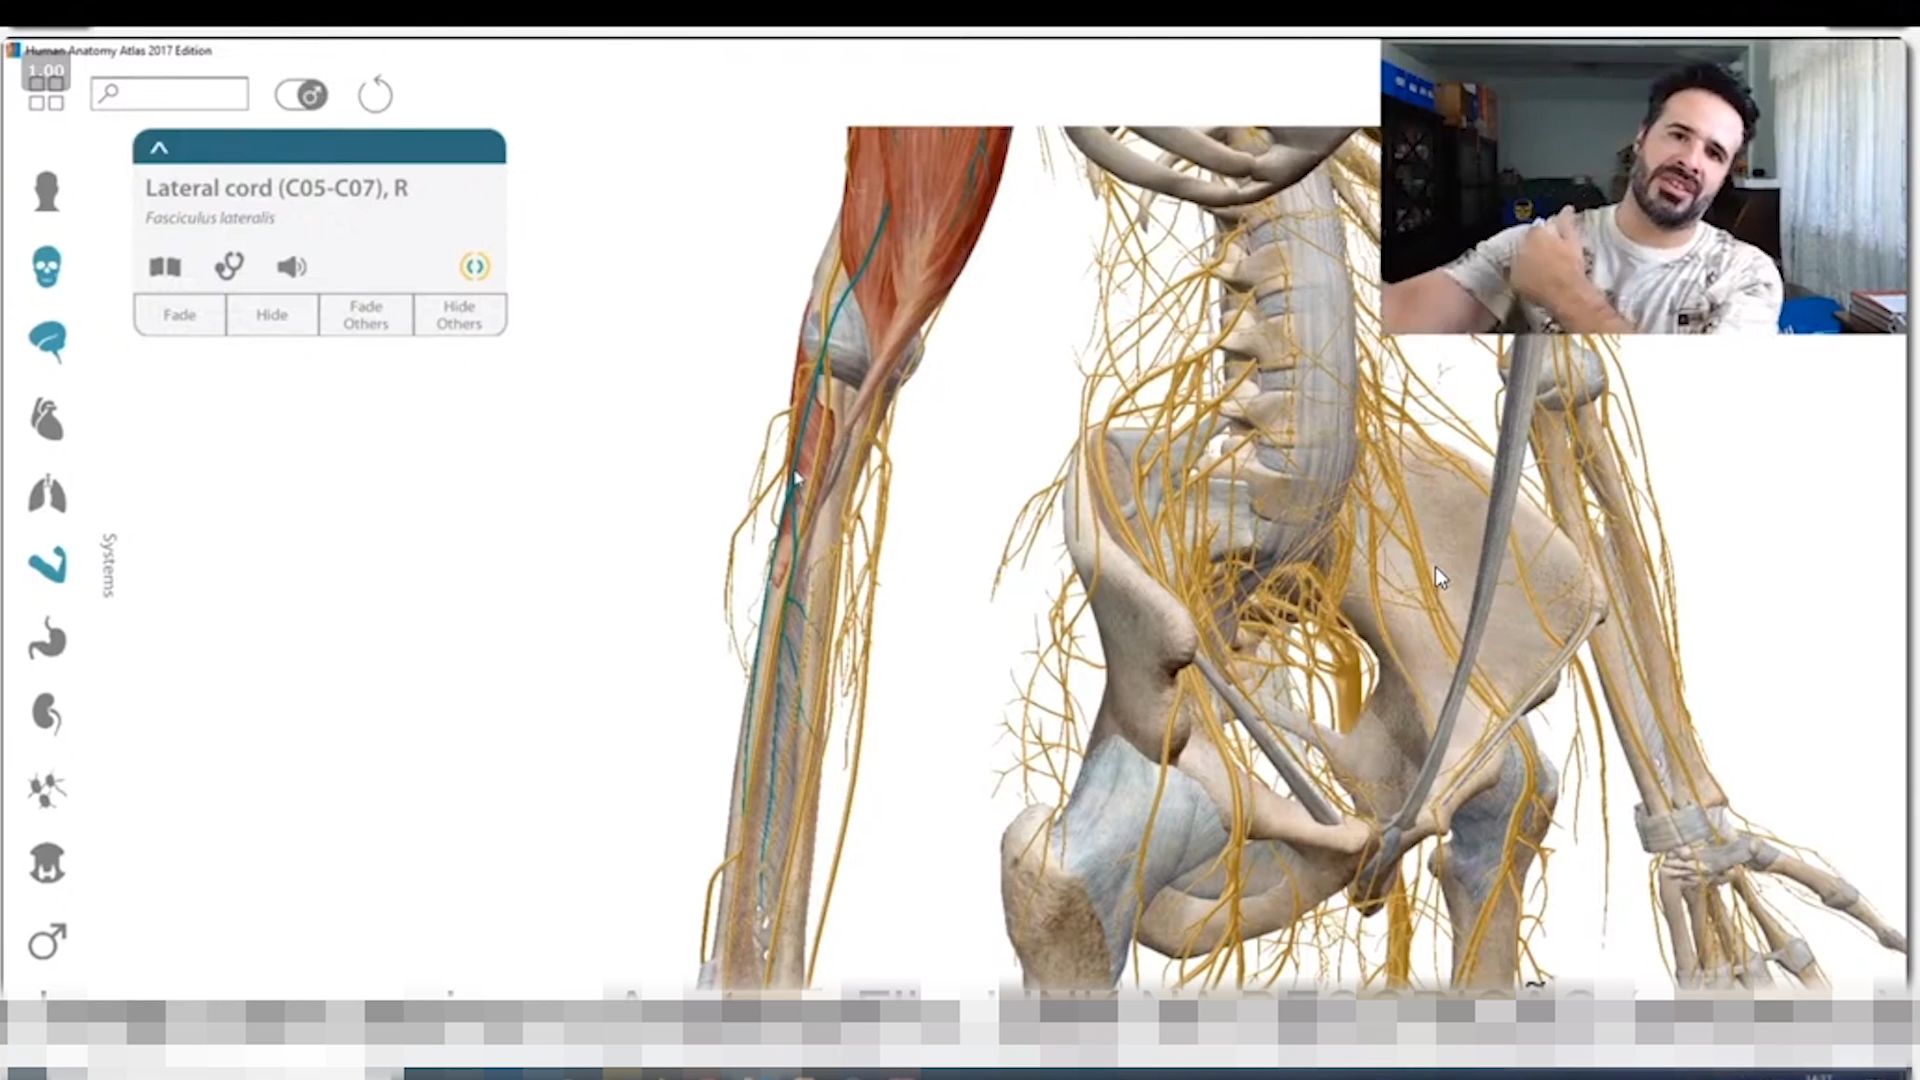 Human Anatomy Atlas 2017 Edition
1.00
Lateral cord (C05-C07), R
Fasciculus lateralis
Fade
Hide
Fade
Others
Hide
Others
Systems